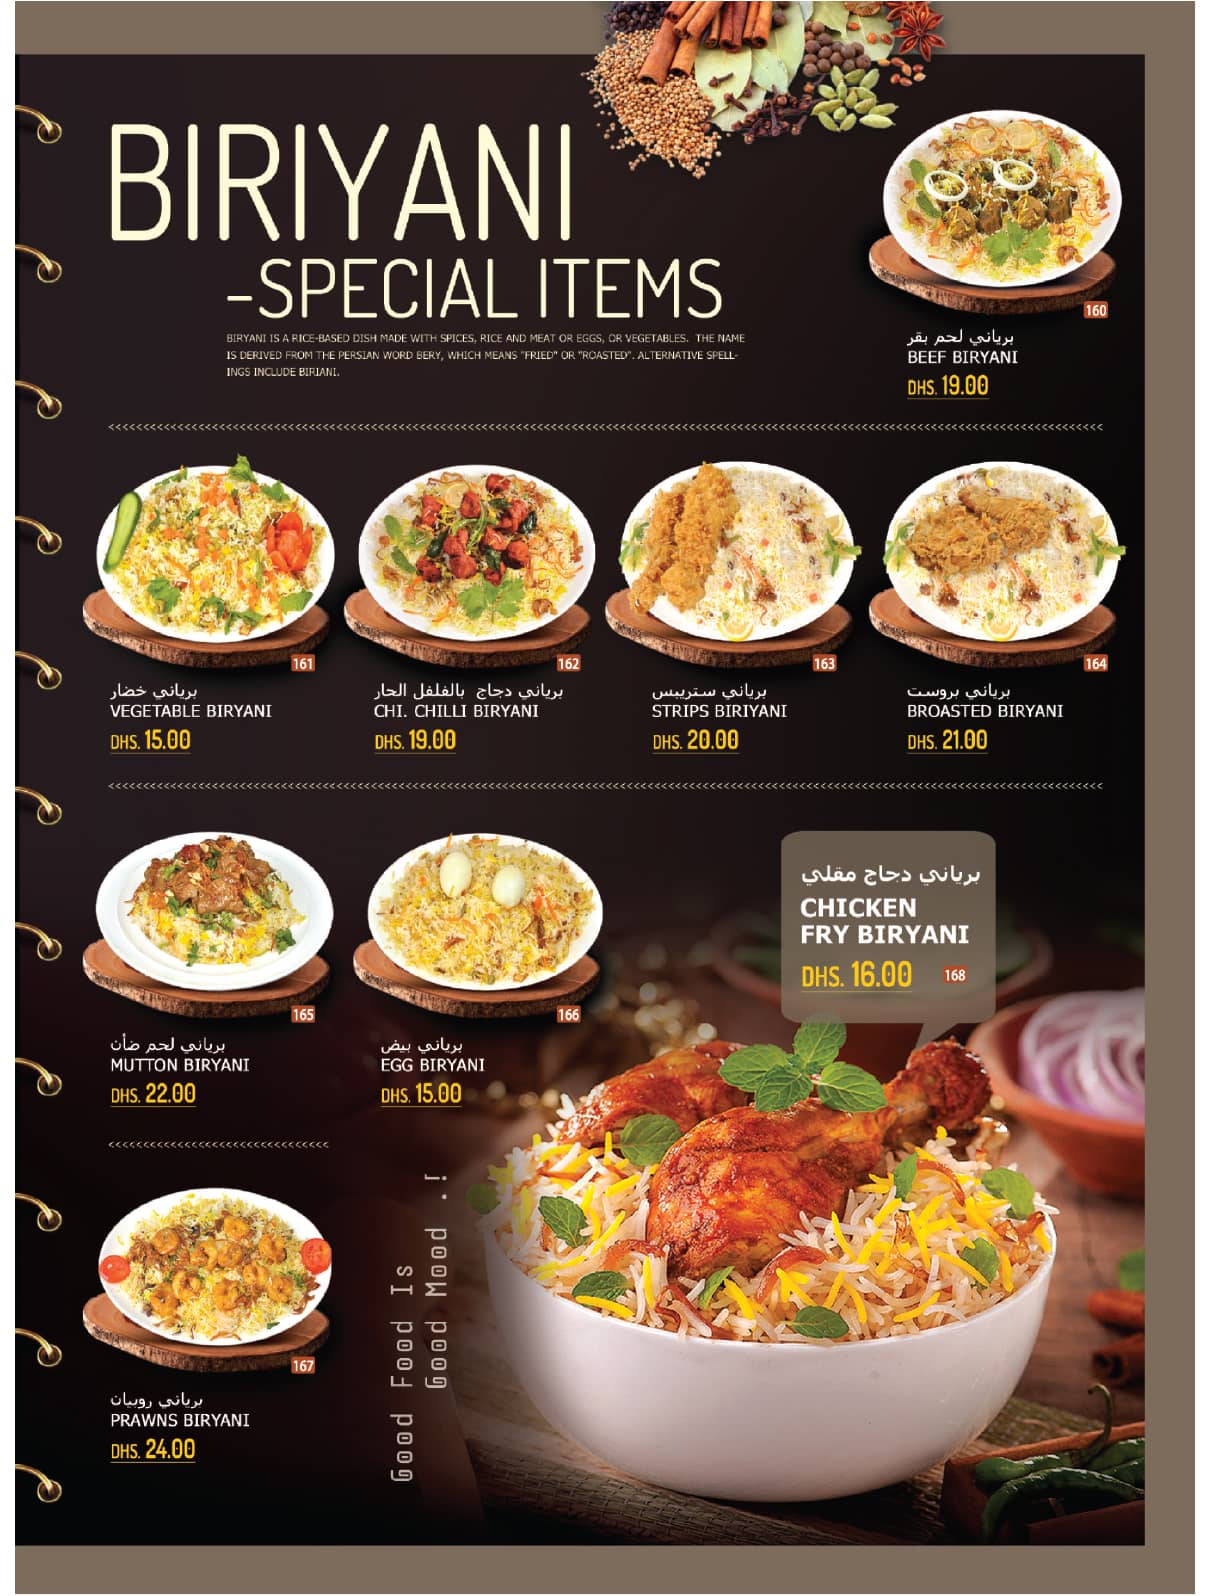 BIRIYANI
-SPECIAL ITEMS
BIRYANI IS A RICE-BASED DISH MADE WITH SPICES, RICE AND MEAT OR EGGS, OR VEGETABLES. THE NAME
IS DERIVED FROM THE PERSIAN WORD BERY, WHICH MEANS "FRIED" OR "ROASTED". ALTERNATIVE SPELL-
INGS INCLUDE BIRIANI.
160
برياني لحم بقر
BEEF BIRYANI
DHS. 19.00
161
برياني خضار
VEGETABLE BIRYANI
DHS. 15.00
162
برياني دجاج بالفلفل الحار
CHI. CHILLI BIRYANI
DHS. 19.00
163
برياني ستريبس
STRIPS BIRIYANI
DHS. 20.00
164
برياني بروست
BROASTED BIRYANI
DHS. 21.00
165
برياني لحم ضأن
MUTTON BIRYANI
DHS. 22.00
166
برياني بيض
EGG BIRYANI
DHS. 15.00
برياني دجاج مقلي
CHICKEN
FRY BIRYANI
DHS. 16.00 168
167
برياني روبيان
PRAWNS BIRYANI
DHS. 24.00
Good Food Is
Good Mood .!